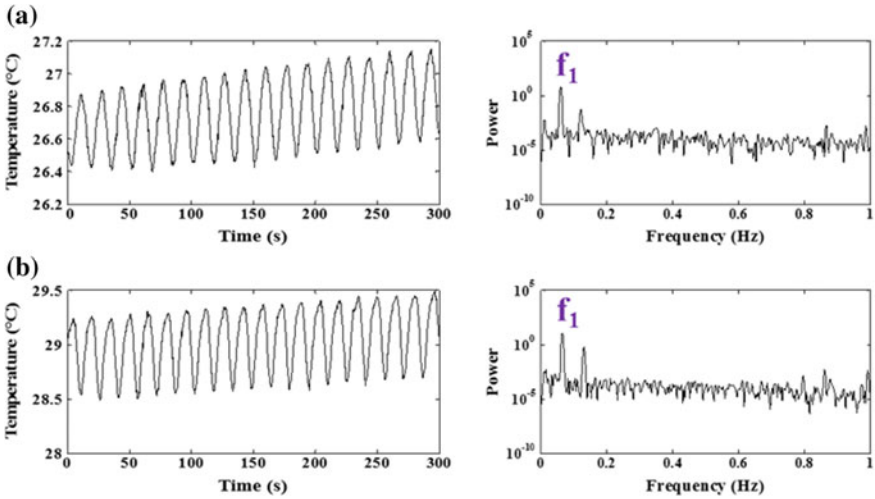 (a)
27.2
27
26.8
26.6
26.4
26.2
Temperature (°C)
0 50 100 150 200 250 300
Time (s)
10^5
10^0
10^-5
10^-10
Power
f1
0 0.2 0.4 0.6 0.8 1
Frequency (Hz)
(b)
29.5
29
28.5
28
Temperature (°C)
0 50 100 150 200 250 300
Time (s)
10^5
10^0
10^-5
10^-10
Power
f1
0 0.2 0.4 0.6 0.8 1
Frequency (Hz)